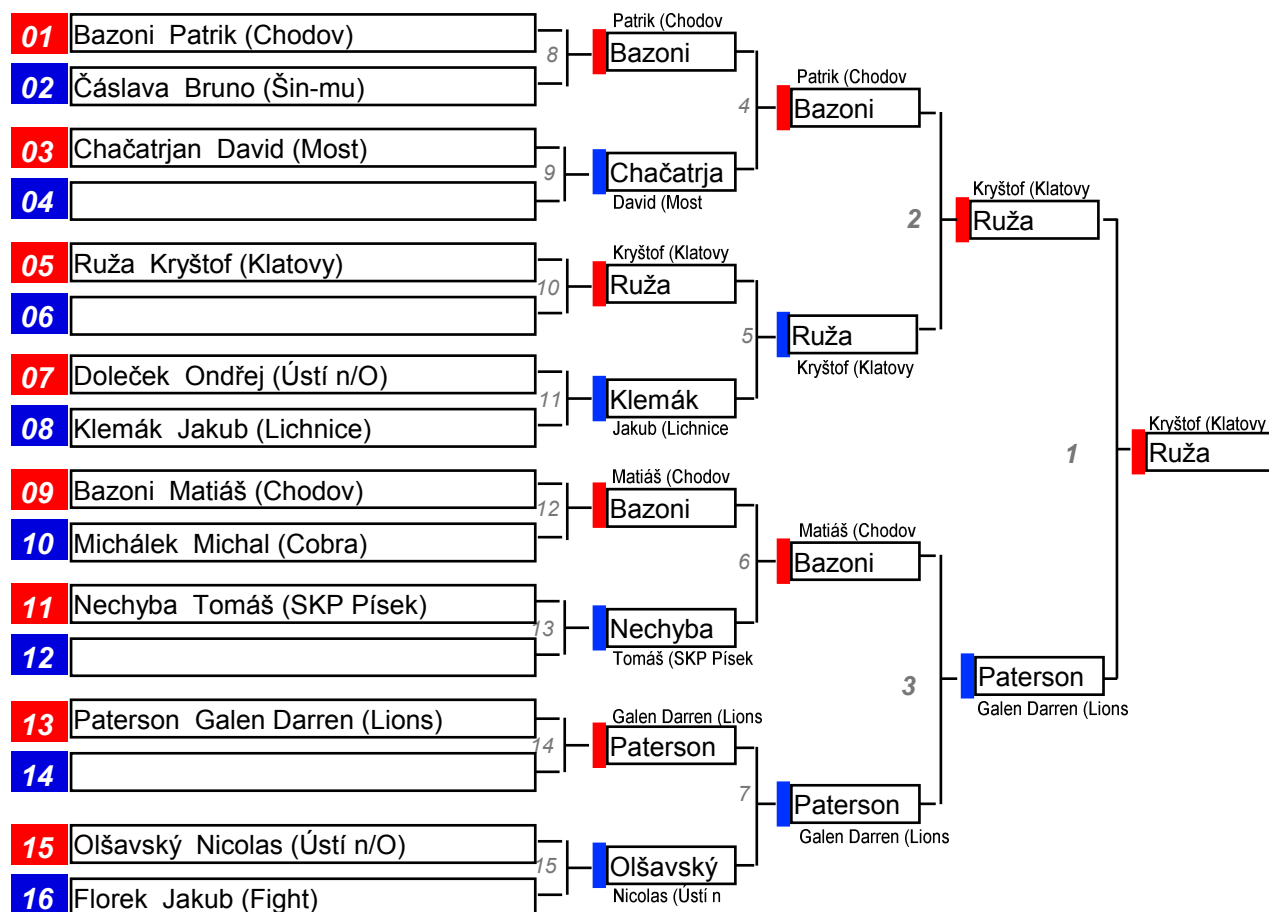 01 Bazoni Patrik (Chodov)
02 Čáslava Bruno (Šin-mu)
03 Chačatrjan David (Most)
04
05 Ruža Kryštof (Klatovy)
06
07 Doleček Ondřej (Ústí n/O)
08 Klemák Jakub (Lichnice)
09 Bazoni Matiáš (Chodov)
10 Michálek Michal (Cobra)
11 Nechyba Tomáš (SKP Písek)
12
13 Paterson Galen Darren (Lions)
14
15 Olšavský Nicolas (Ústí n/O)
16 Florek Jakub (Fight)
8
9
10
11
12
13
14
15
Patrik (Chodov
Bazoni
Chačatrja
David (Most
Kryštof (Klatovy
Ruža
Klemák
Jakub (Lichnice
Matiáš (Chodov
Bazoni
Nechyba
Tomáš (SKP Písek
Galen Darren (Lions
Paterson
Olšavský
Nicolas (Ústí n
4
5
6
7
Patrik (Chodov
Bazoni
Ruža
Kryštof (Klatovy
Matiáš (Chodov
Bazoni
Paterson
Galen Darren (Lions
2
3
Kryštof (Klatovy
Ruža
Paterson
Galen Darren (Lions
1
Kryštof (Klatovy
Ruža